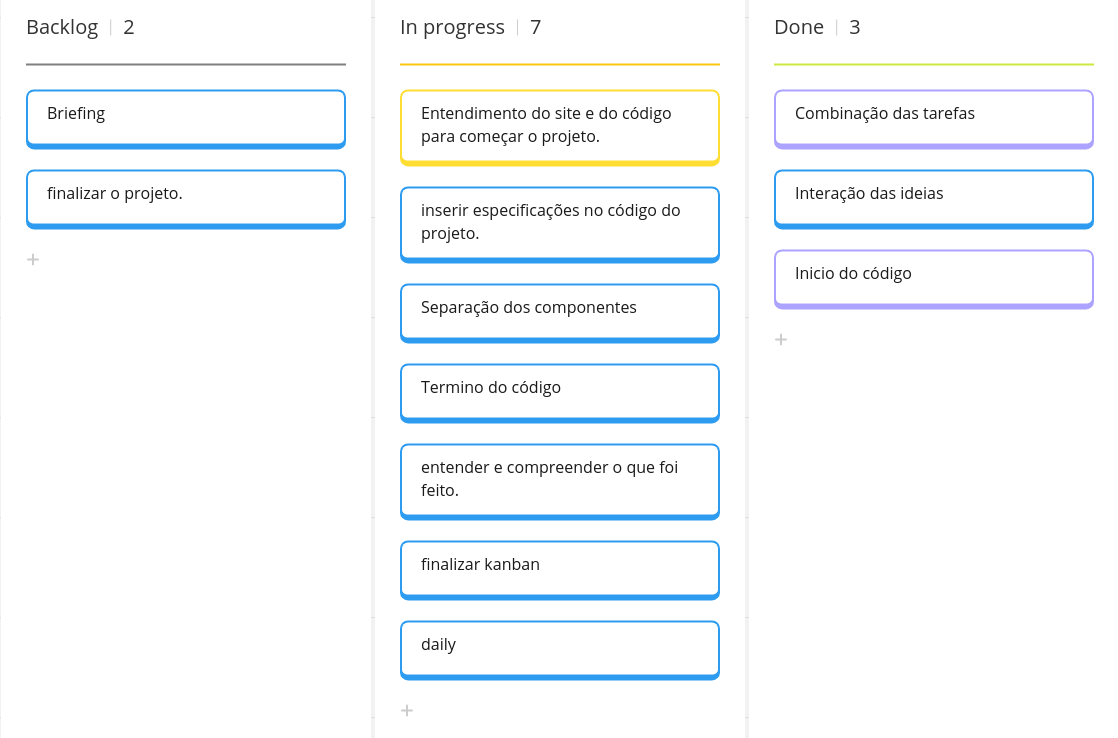 Backlog | 2
Briefing
finalizar o projeto.
+
In progress | 7
Entendimento do site e do código
para começar o projeto.
inserir especificações no código do
projeto.
Separação dos componentes
Termino do código
entender e compreender o que foi
feito.
finalizar kanban
daily
+
Done | 3
Combinação das tarefas
Interação das ideias
Inicio do código
+